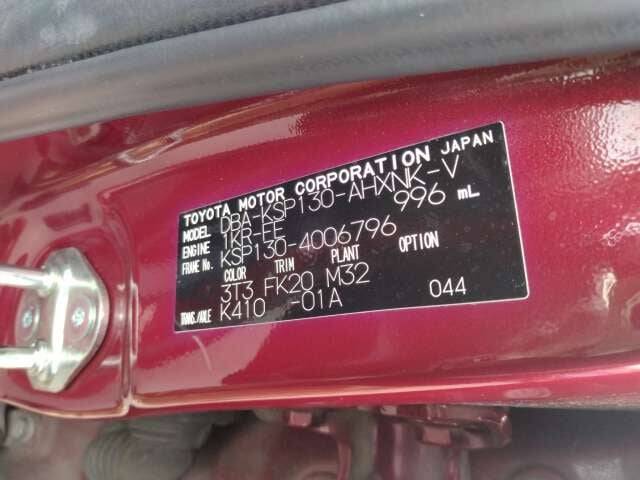 TOYOTA MOTOR CORPORATION JAPAN
MODEL DBA-KSP130-AHXNK-V
ENGINE 1KR-FE 996 mL
FRAME No. KSP130-4006796
COLOR TRIM PLANT OPTION
3T3 FK20 M32
TRANS./AXLE K410 -01A 044